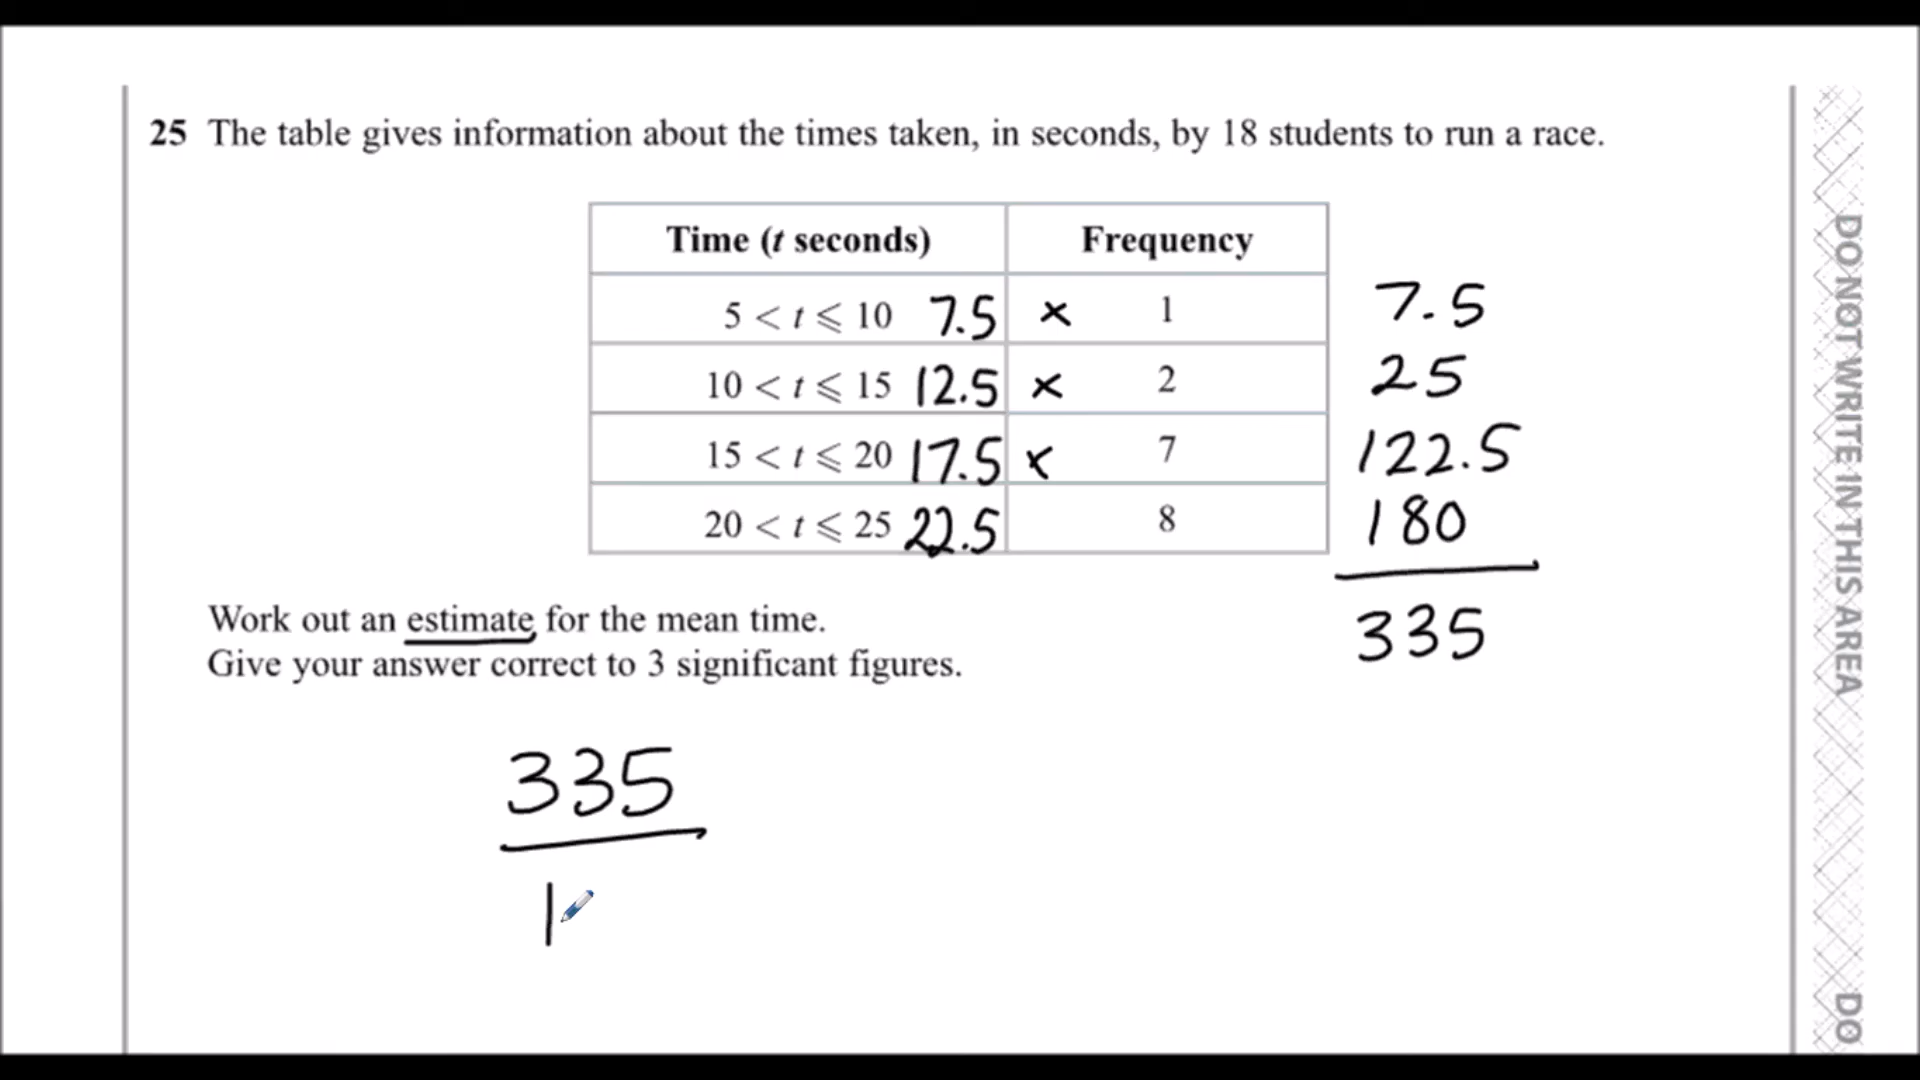 25 The table gives information about the times taken, in seconds, by 18 students to run a race.
Time (t seconds) Frequency
5 < t ⩽ 10 7.5 × 1 7.5
10 < t ⩽ 15 12.5 × 2 25
15 < t ⩽ 20 17.5 × 7 122.5
20 < t ⩽ 25 22.5 8 180
335
Work out an estimate for the mean time.
Give your answer correct to 3 significant figures.
335
1
DO NOT WRITE IN THIS AREA
DO